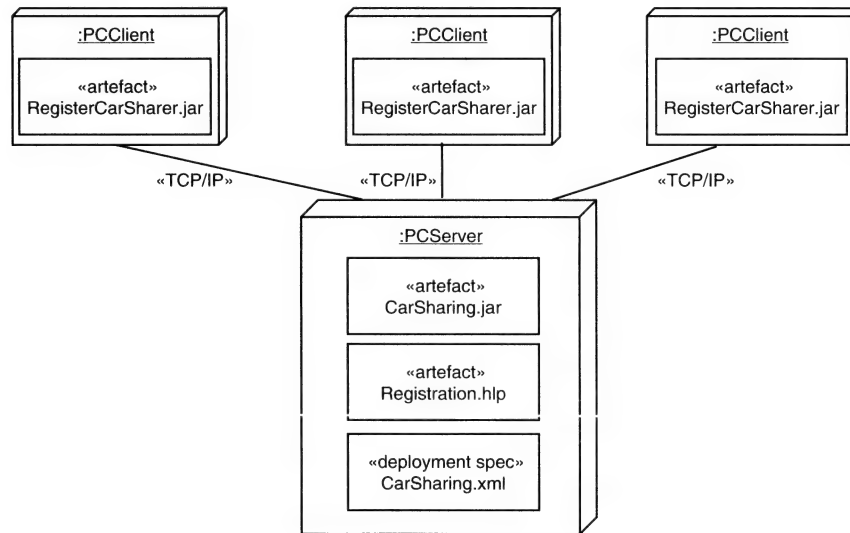 :PCClient
:PCClient
:PCClient
«artefact»
RegisterCarSharer.jar
«artefact»
RegisterCarSharer.jar
«artefact»
RegisterCarSharer.jar
«TCP/IP»
«TCP/IP»
«TCP/IP»
:PCServer
«artefact»
CarSharing.jar
«artefact»
Registration.hlp
«deployment spec»
CarSharing.xml